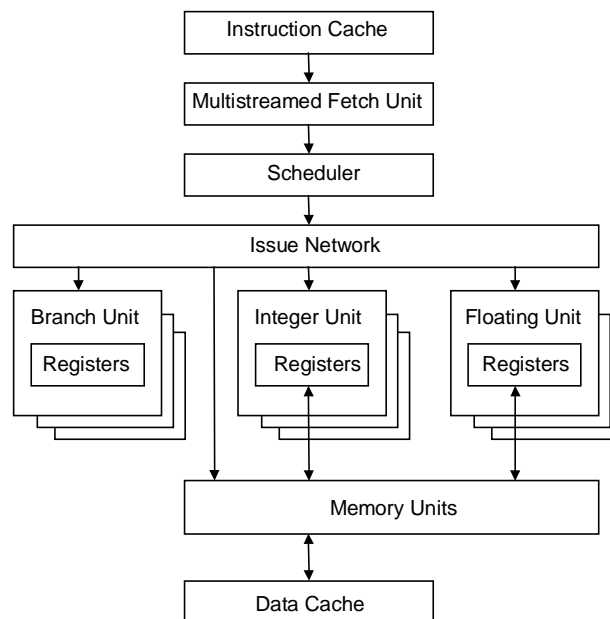 Instruction Cache
Multistreamed Fetch Unit
Scheduler
Issue Network
Branch Unit
Registers
Integer Unit
Registers
Floating Unit
Registers
Memory Units
Data Cache